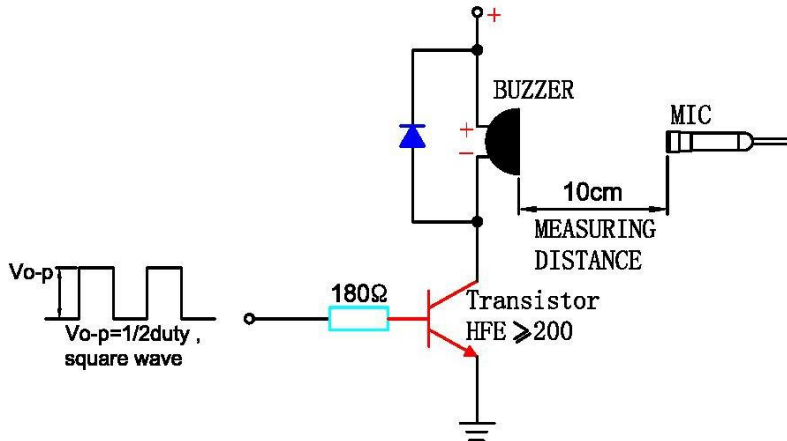 +
BUZZER
+
−
MIC
10cm
MEASURING
DISTANCE
Vo-p
Vo-p=1/2duty ,
square wave
180Ω
Transistor
HFE ⩾200